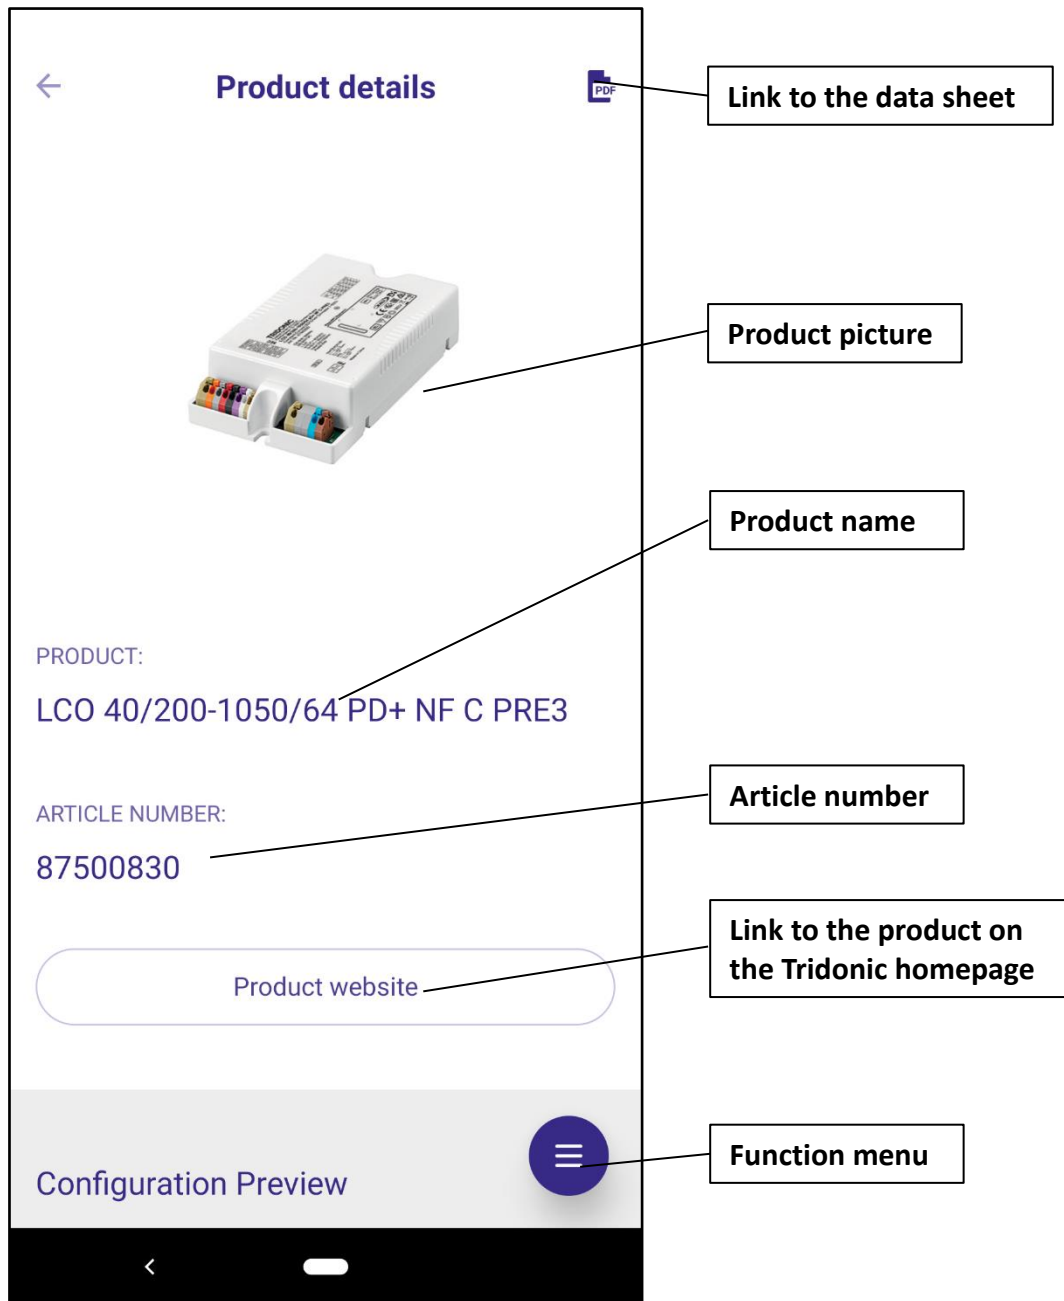 Product details
PDF
Link to the data sheet
TRIDONIC
Product picture
Product name
PRODUCT:
LCO 40/200-1050/64 PD+ NF C PRE3
Article number
ARTICLE NUMBER:
87500830
Link to the product on
the Tridonic homepage
Product website
Function menu
Configuration Preview